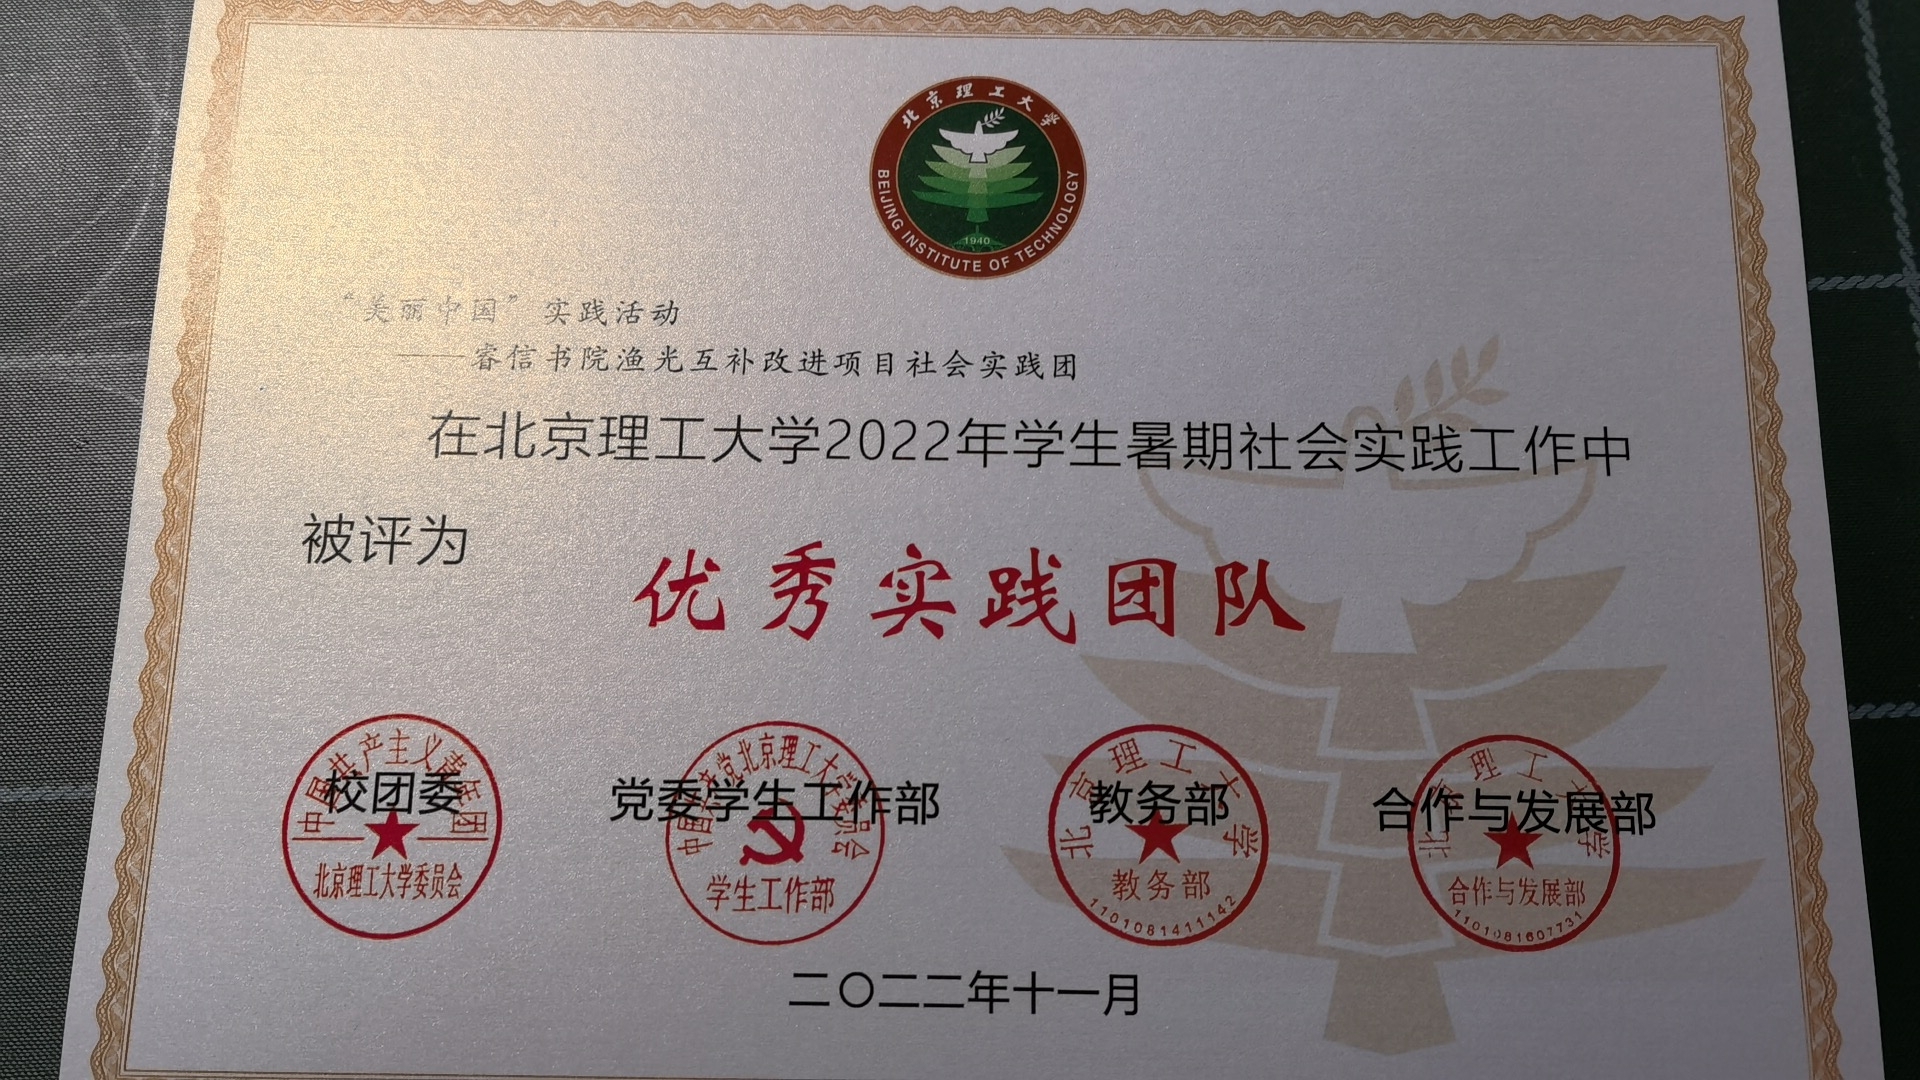 北京理工大学
BEIJING INSTITUTE OF TECHNOLOGY
1940
“美丽中国”实践活动
——睿信书院渔光互补改进项目社会实践团
在北京理工大学2022年学生暑期社会实践工作中
被评为
优秀实践团队
校团委
党委学生工作部
教务部
合作与发展部
中国共产主义青年团
北京理工大学委员会
中国共产党北京理工大学委员会
学生工作部
北京理工大学
教务部
1101081411142
北京理工大学
合作与发展部
1101081607731
二〇二二年十一月